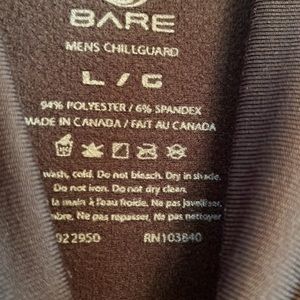 BARE
MENS CHILLGUARD
L / G
94% POLYESTER / 6% SPANDEX
MADE IN CANADA / FAIT AU CANADA
wash, cold. Do not bleach. Dry in shade.
Do not iron. Do not dry clean.
la main à l'eau froide. Ne pas javelliser.
Ne pas repasser, Ne pas nettoyer
922950 RN103840